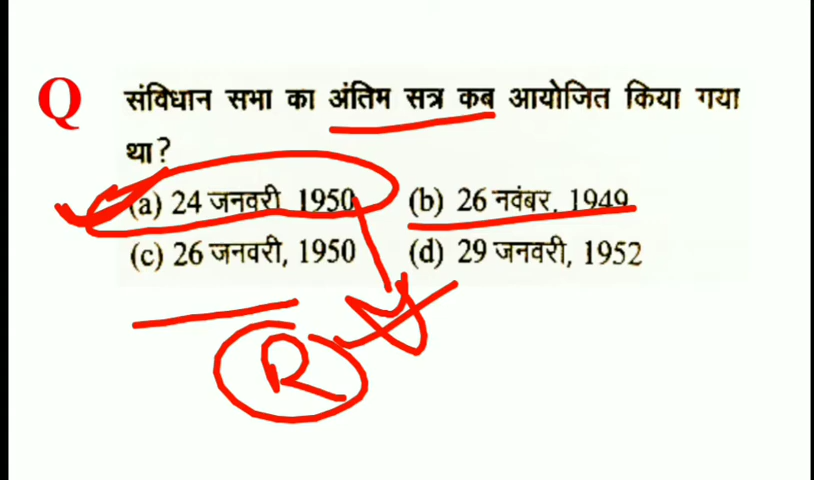 Q संविधान सभा का अंतिम सत्र कब आयोजित किया गया
था?
(a) 24 जनवरी, 1950 (b) 26 नवंबर, 1949
(c) 26 जनवरी, 1950 (d) 29 जनवरी, 1952
R